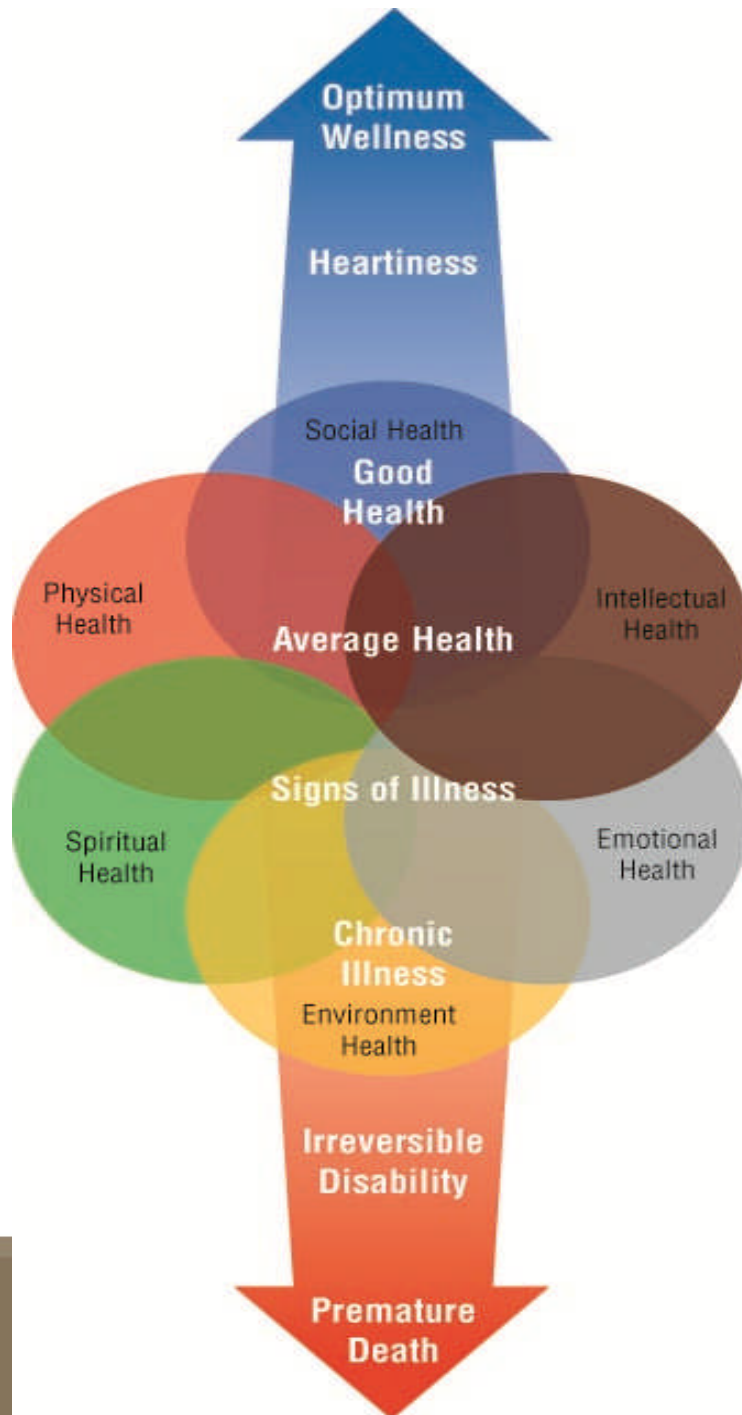 Optimum
Wellness
Heartiness
Social Health
Good
Health
Physical
Health
Intellectual
Health
Average Health
Signs of Illness
Spiritual
Health
Emotional
Health
Chronic
Illness
Environment
Health
Irreversible
Disability
Premature
Death